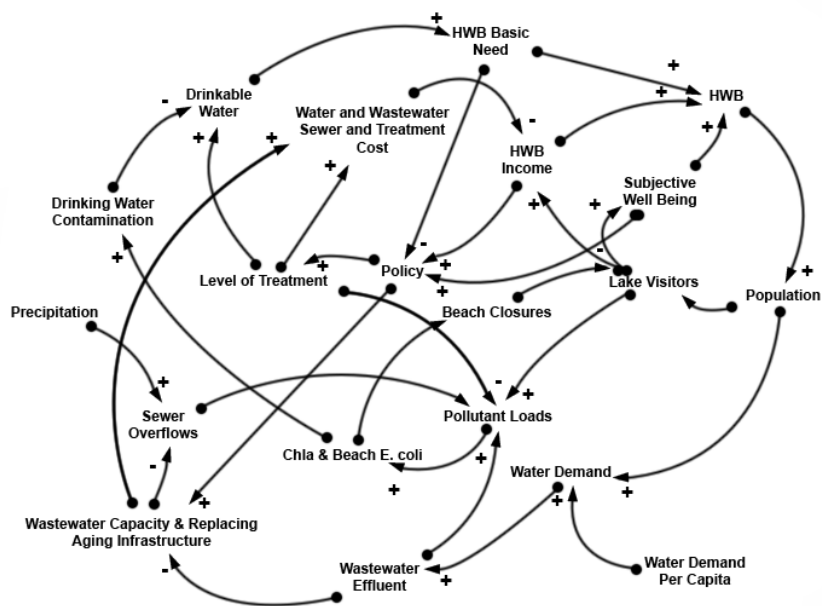 HWB Basic
Need
Drinkable
Water
Water and Wastewater
Sewer and Treatment
Cost
HWB
HWB
Income
Subjective
Well Being
Drinking Water
Contamination
Level of Treatment
Policy
Lake Visitors
Population
Precipitation
Beach Closures
Sewer
Overflows
Pollutant Loads
Chla & Beach E. coli
Water Demand
Wastewater Capacity & Replacing
Aging Infrastructure
Wastewater
Effluent
Water Demand
Per Capita